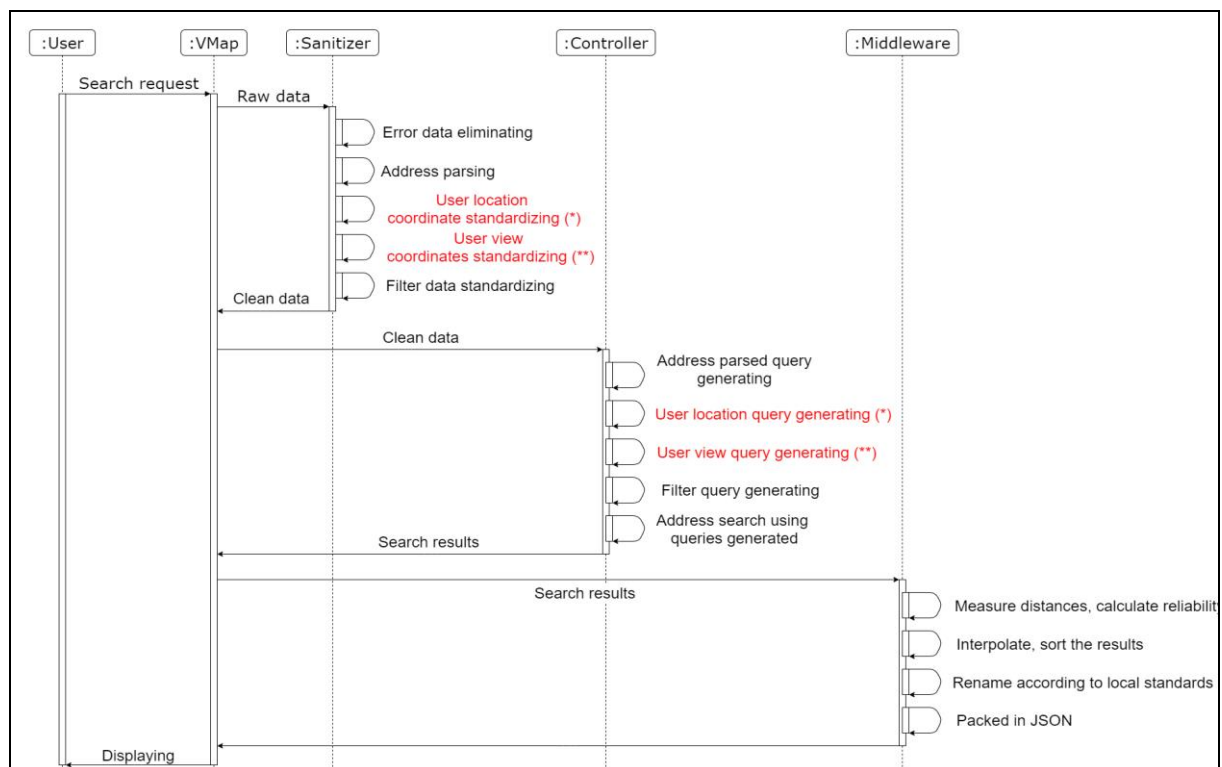 :User
:VMap
:Sanitizer
:Controller
:Middleware
Search request
Raw data
Error data eliminating
Address parsing
User location
coordinate standardizing (*)
User view
coordinates standardizing (**)
Filter data standardizing
Clean data
Clean data
Address parsed query
generating
User location query generating (*)
User view query generating (**)
Filter query generating
Address search using
queries generated
Search results
Search results
Measure distances, calculate reliabilit
Interpolate, sort the results
Rename according to local standards
Packed in JSON
Displaying